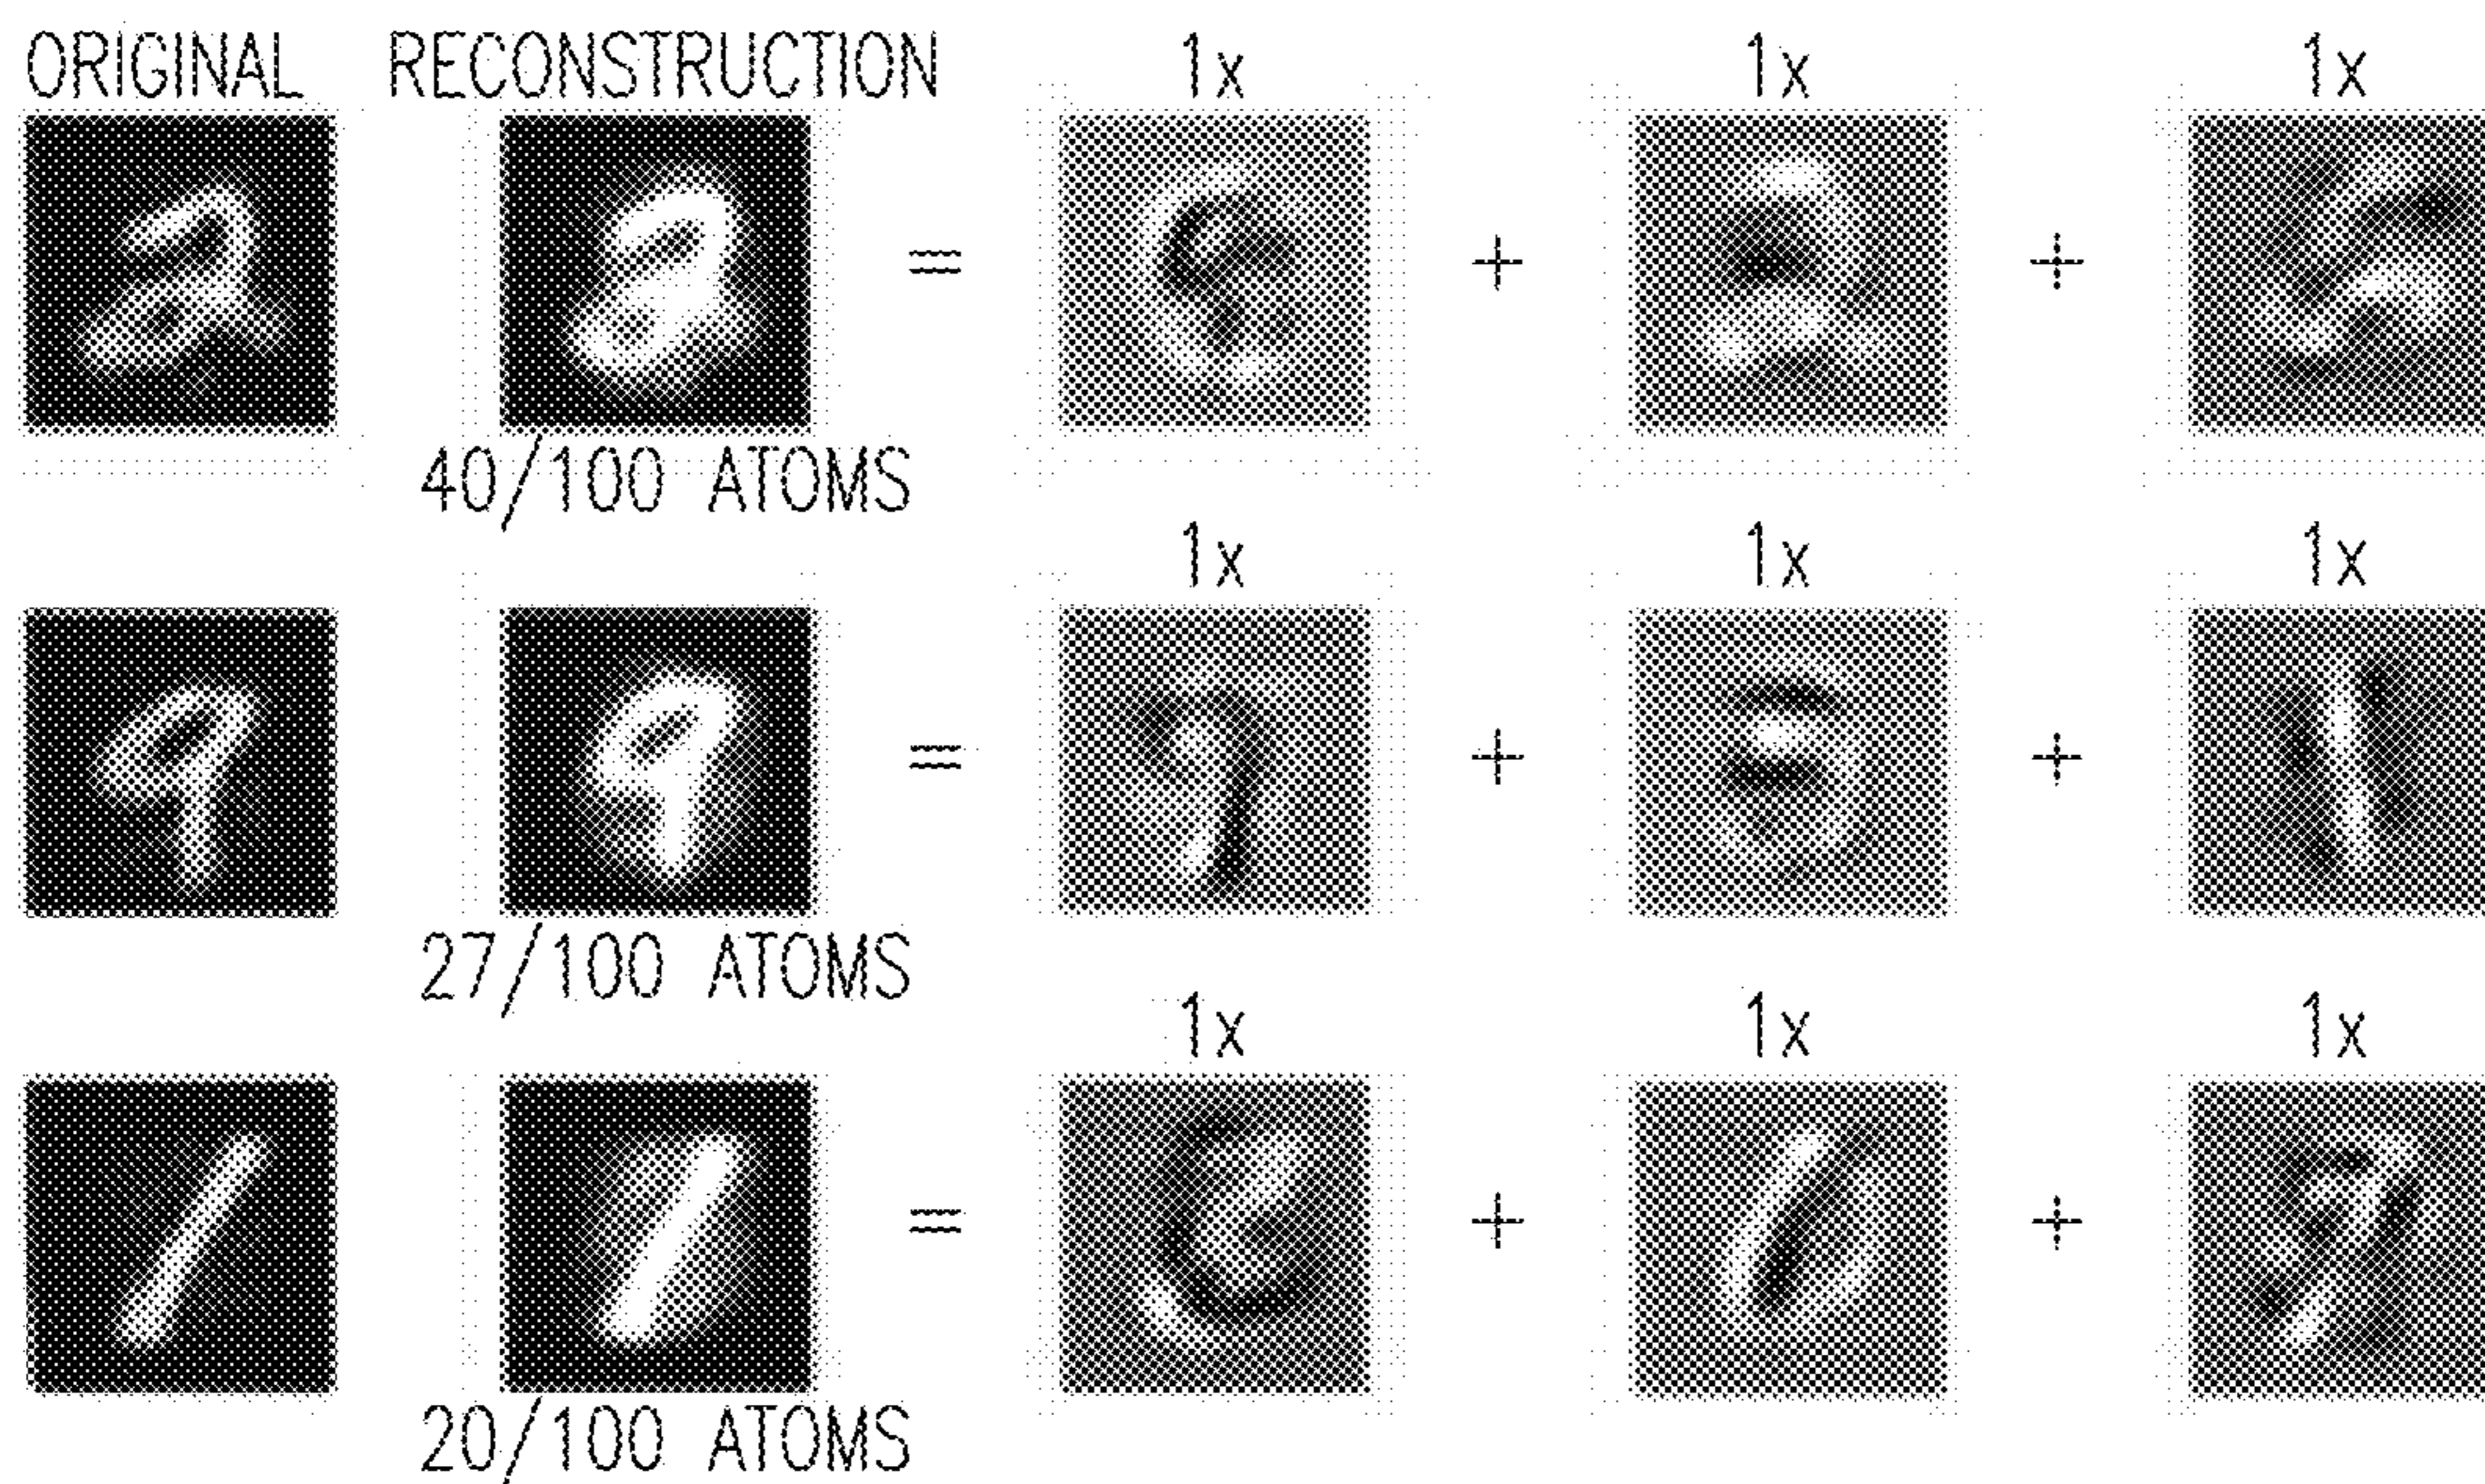 ORIGINAL RECONSTRUCTION 1x 1x 1x
= + +
40/100 ATOMS
1x 1x 1x
= + +
27/100 ATOMS
1x 1x 1x
= + +
20/100 ATOMS